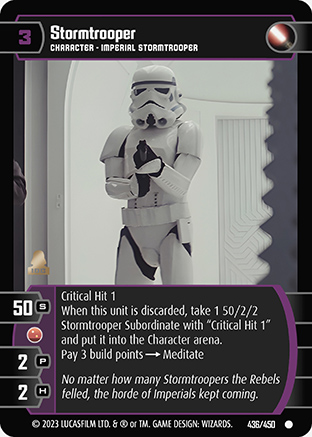 3 Stormtrooper
CHARACTER - IMPERIAL STORMTROOPER
Critical Hit 1
50 S When this unit is discarded, take 1 50/2/2
Stormtrooper Subordinate with “Critical Hit 1”
and put it into the Character arena.
2 P Pay 3 build points → Meditate
No matter how many Stormtroopers the Rebels
2 H felled, the horde of Imperials kept coming.
© 2023 LUCASFILM LTD. & ® or TM. GAME DESIGN: WIZARDS. 436/450